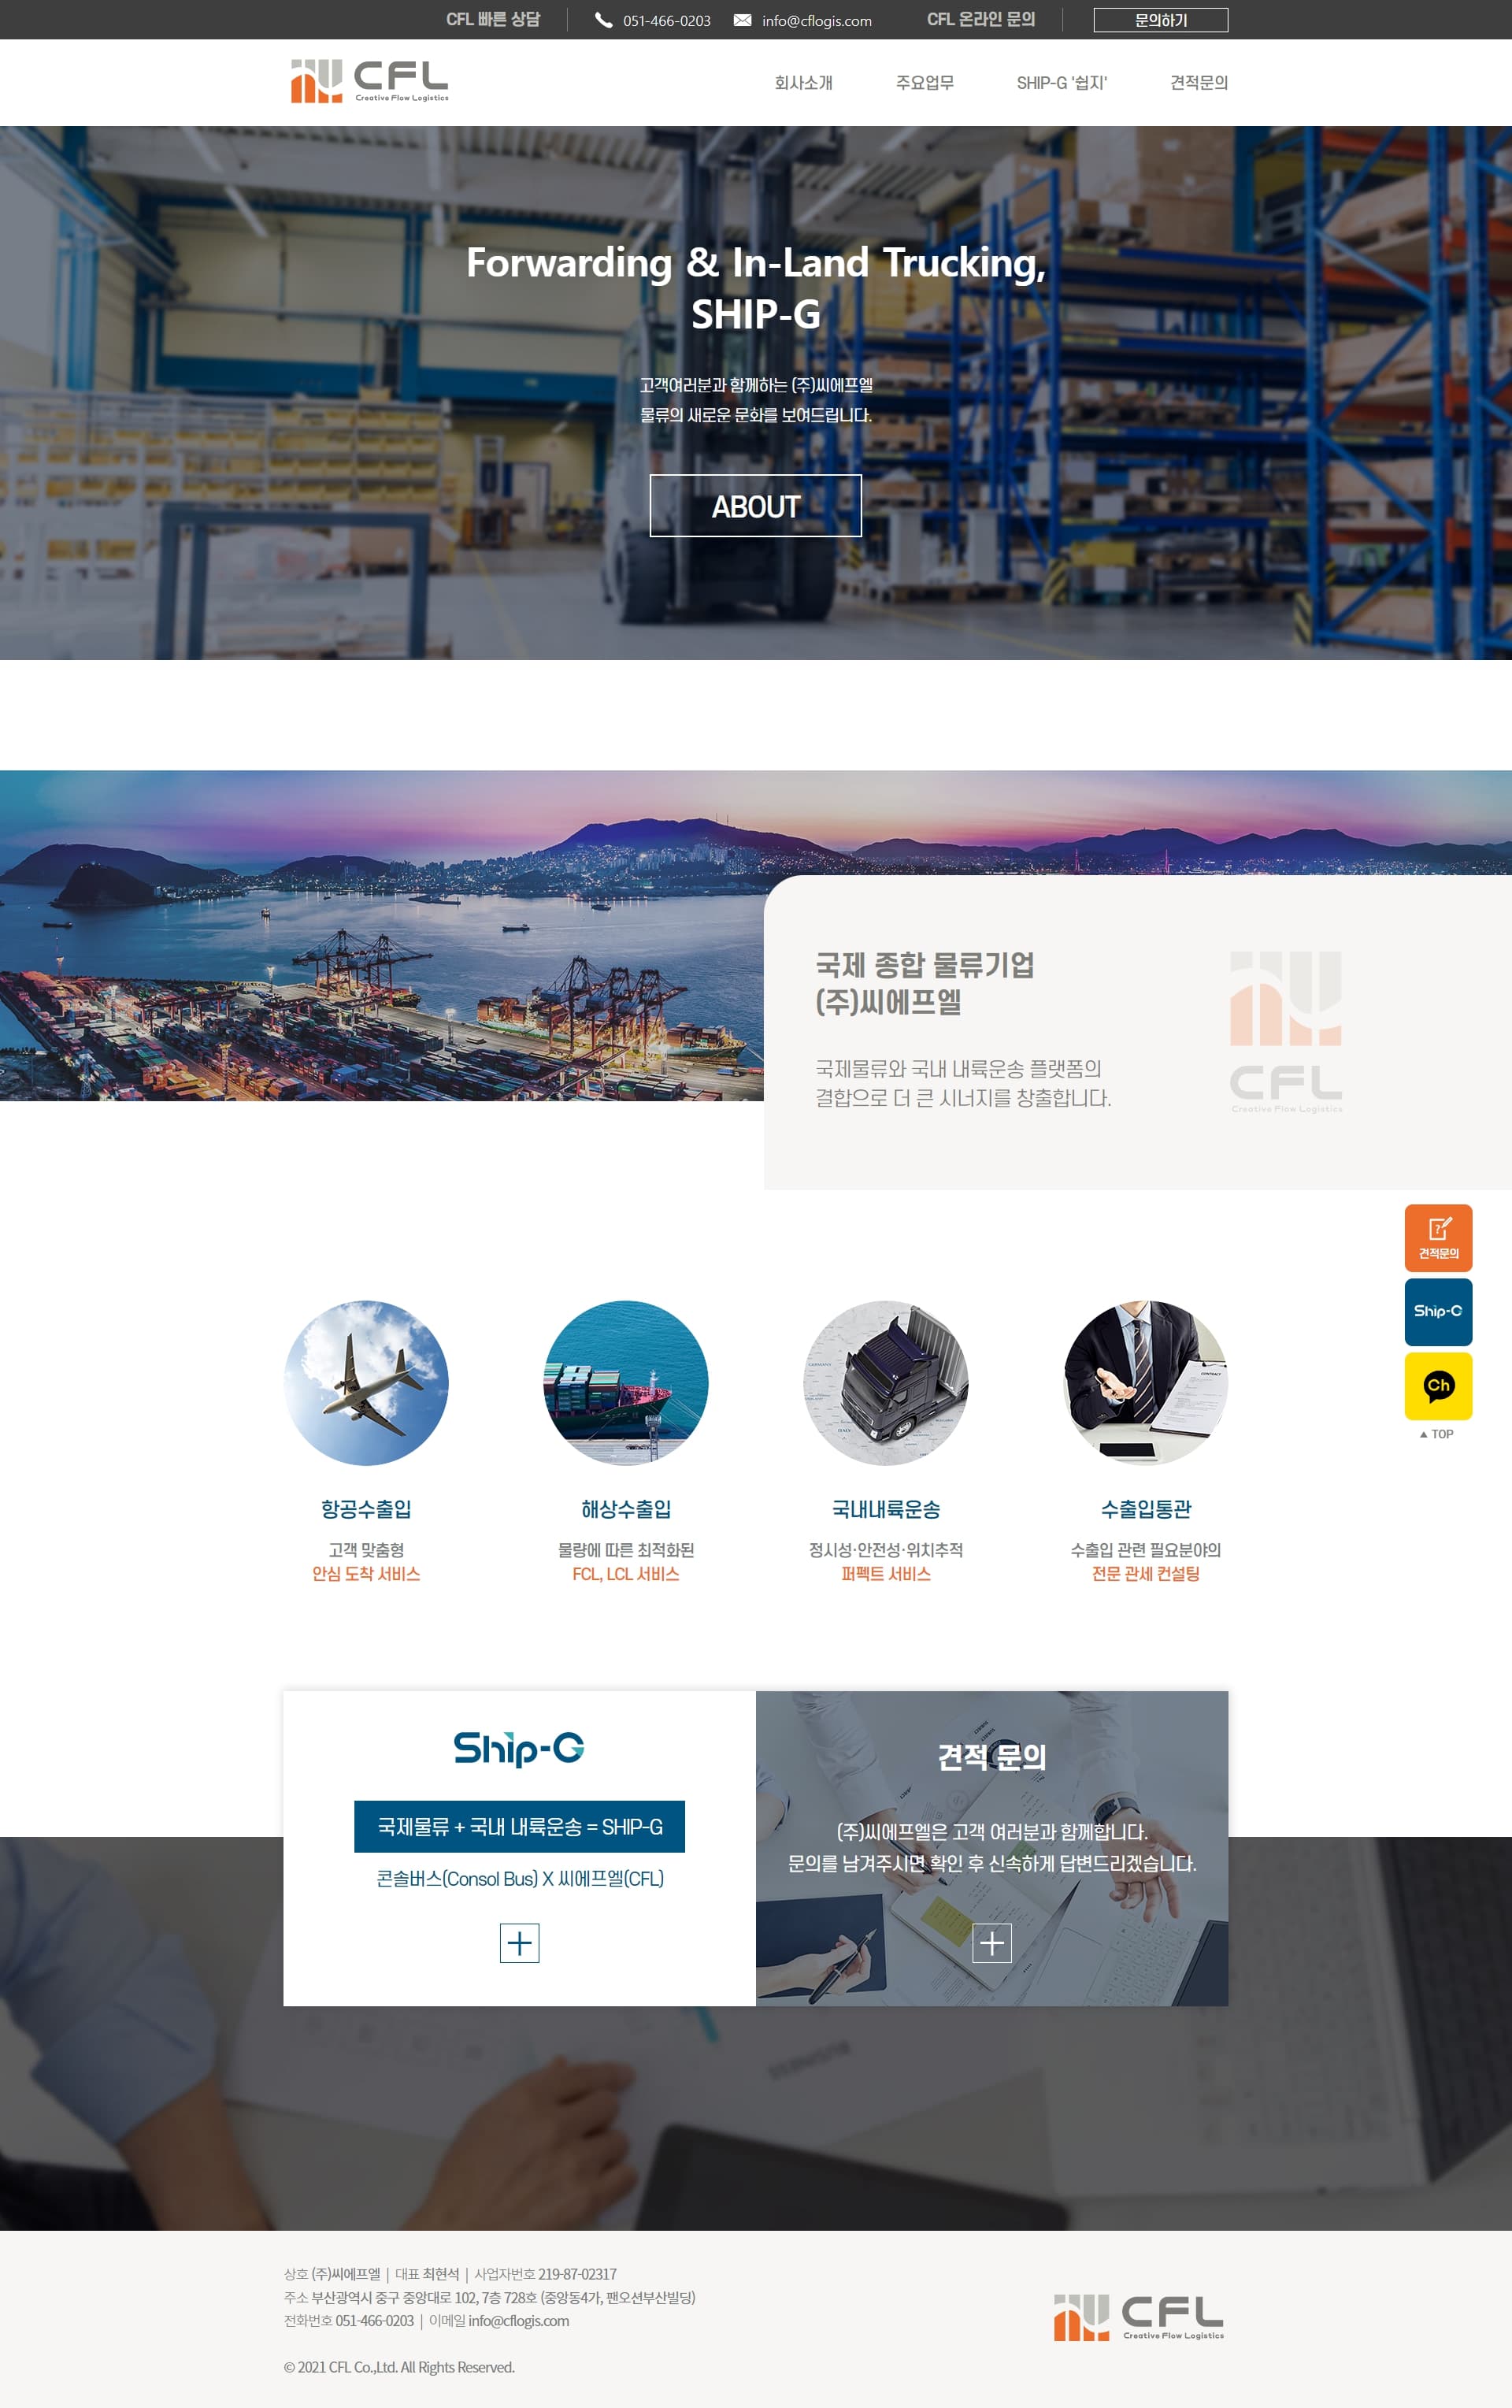 CFL 빠른 상담
051-466-0203
info@cflogis.com
CFL 온라인 문의
문의하기
CFL
Creative Flow Logistics
회사소개
주요업무
SHIP-G '쉽지'
견적문의
Forwarding & In-Land Trucking,
SHIP-G
고객여러분과 함께하는 (주)씨에프엘
물류의 새로운 문화를 보여드립니다.
ABOUT
국제 종합 물류기업
(주)씨에프엘
국제물류와 국내 내륙운송 플랫폼의
결합으로 더 큰 시너지를 창출합니다.
CFL
Creative Flow Logistics
견적문의
Ship-G
Ch
▲ TOP
CONTRACT
항공수출입
고객 맞춤형
안심 도착 서비스
해상수출입
물량에 따른 최적화된
FCL, LCL 서비스
국내내륙운송
정시성·안전성·위치추적
퍼펙트 서비스
수출입통관
수출입 관련 필요분야의
전문 관세 컨설팅
Ship-G
국제물류 + 국내 내륙운송 = SHIP-G
콘솔버스(Consol Bus) X 씨에프엘(CFL)
견적 문의
(주)씨에프엘은 고객 여러분과 함께합니다.
문의를 남겨주시면 확인 후 신속하게 답변드리겠습니다.
상호 (주)씨에프엘 | 대표 최현석 | 사업자번호 219-87-02317
주소 부산광역시 중구 중앙대로 102, 7층 728호 (중앙동4가, 팬오션부산빌딩)
전화번호 051-466-0203 | 이메일 info@cflogis.com
© 2021 CFL Co.,Ltd. All Rights Reserved.
CFL
Creative Flow Logistics